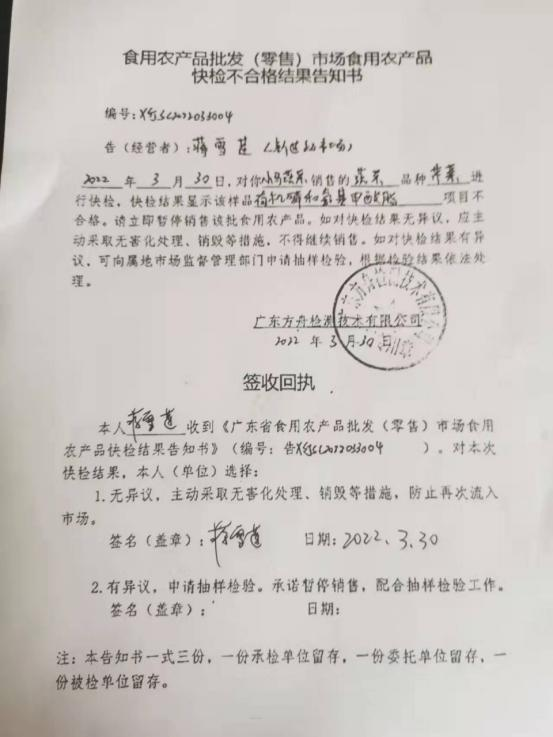 食用农产品批发（零售）市场食用农产品
快检不合格结果告知书
编号:XFJSC2022033004
告（经营者）:蒋雪莲（新市场）
2022 年 3 月 30 日，对你 蔬菜 销售的 蔬菜 品种 芹菜，进
行快检，快检结果显示该样品 有机磷和氨基甲酸酯 项目不
合格。请立即暂停销售该批食用农产品。如对快检结果无异议，应主
动采取无害化处理、销毁等措施，不得继续销售。如对快检结果有异
议，可向属地市场监督管理部门申请抽样检验，根据检验结果依法处
理。
广东方舟检测技术有限公司
2022 年 3 月 30 日
签收回执
本人 蒋雪莲 收到《广东省食用农产品批发（零售）市场食用
农产品快检结果告知书》（编号：告XFJSC2022033004 ）。对本次
快检结果，本人（单位）选择：
1.无异议，主动采取无害化处理、销毁等措施，防止再次流入
市场。
签名（盖章）：蒋雪莲 日期：2022.3.30
2.有异议，申请抽样检验。承诺暂停销售，配合抽样检验工作。
签名（盖章）： 日期：
注：本告知书一式三份，一份承检单位留存，一份委托单位留存，一
份被检单位留存。